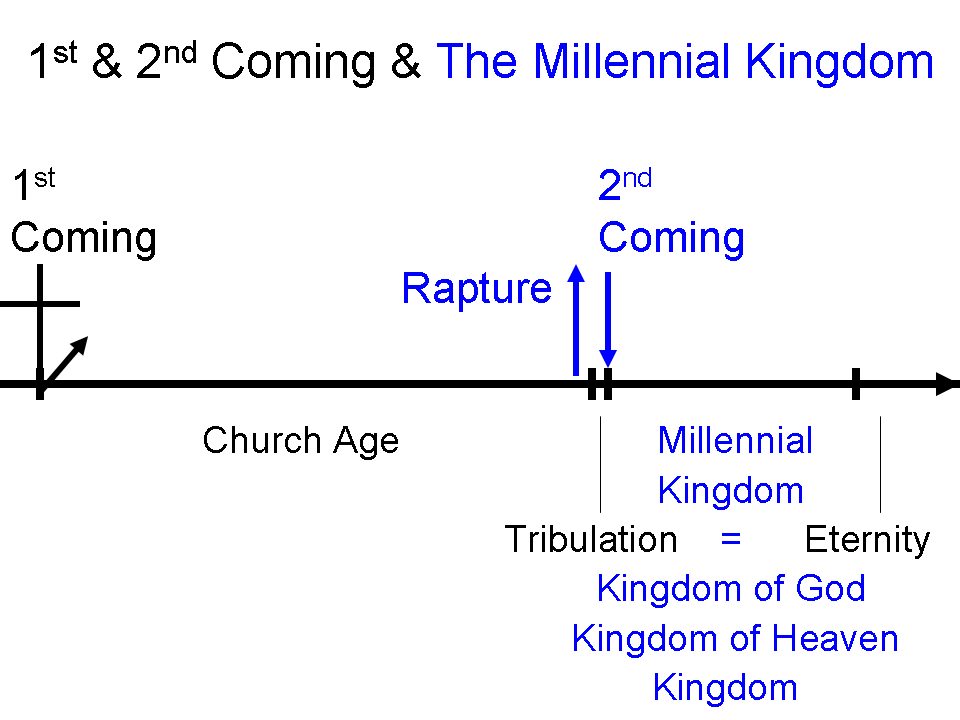 1st & 2nd Coming & The Millennial Kingdom
1st
Coming
2nd
Coming
Rapture
Church Age
Millennial
Kingdom
Tribulation = Eternity
Kingdom of God
Kingdom of Heaven
Kingdom